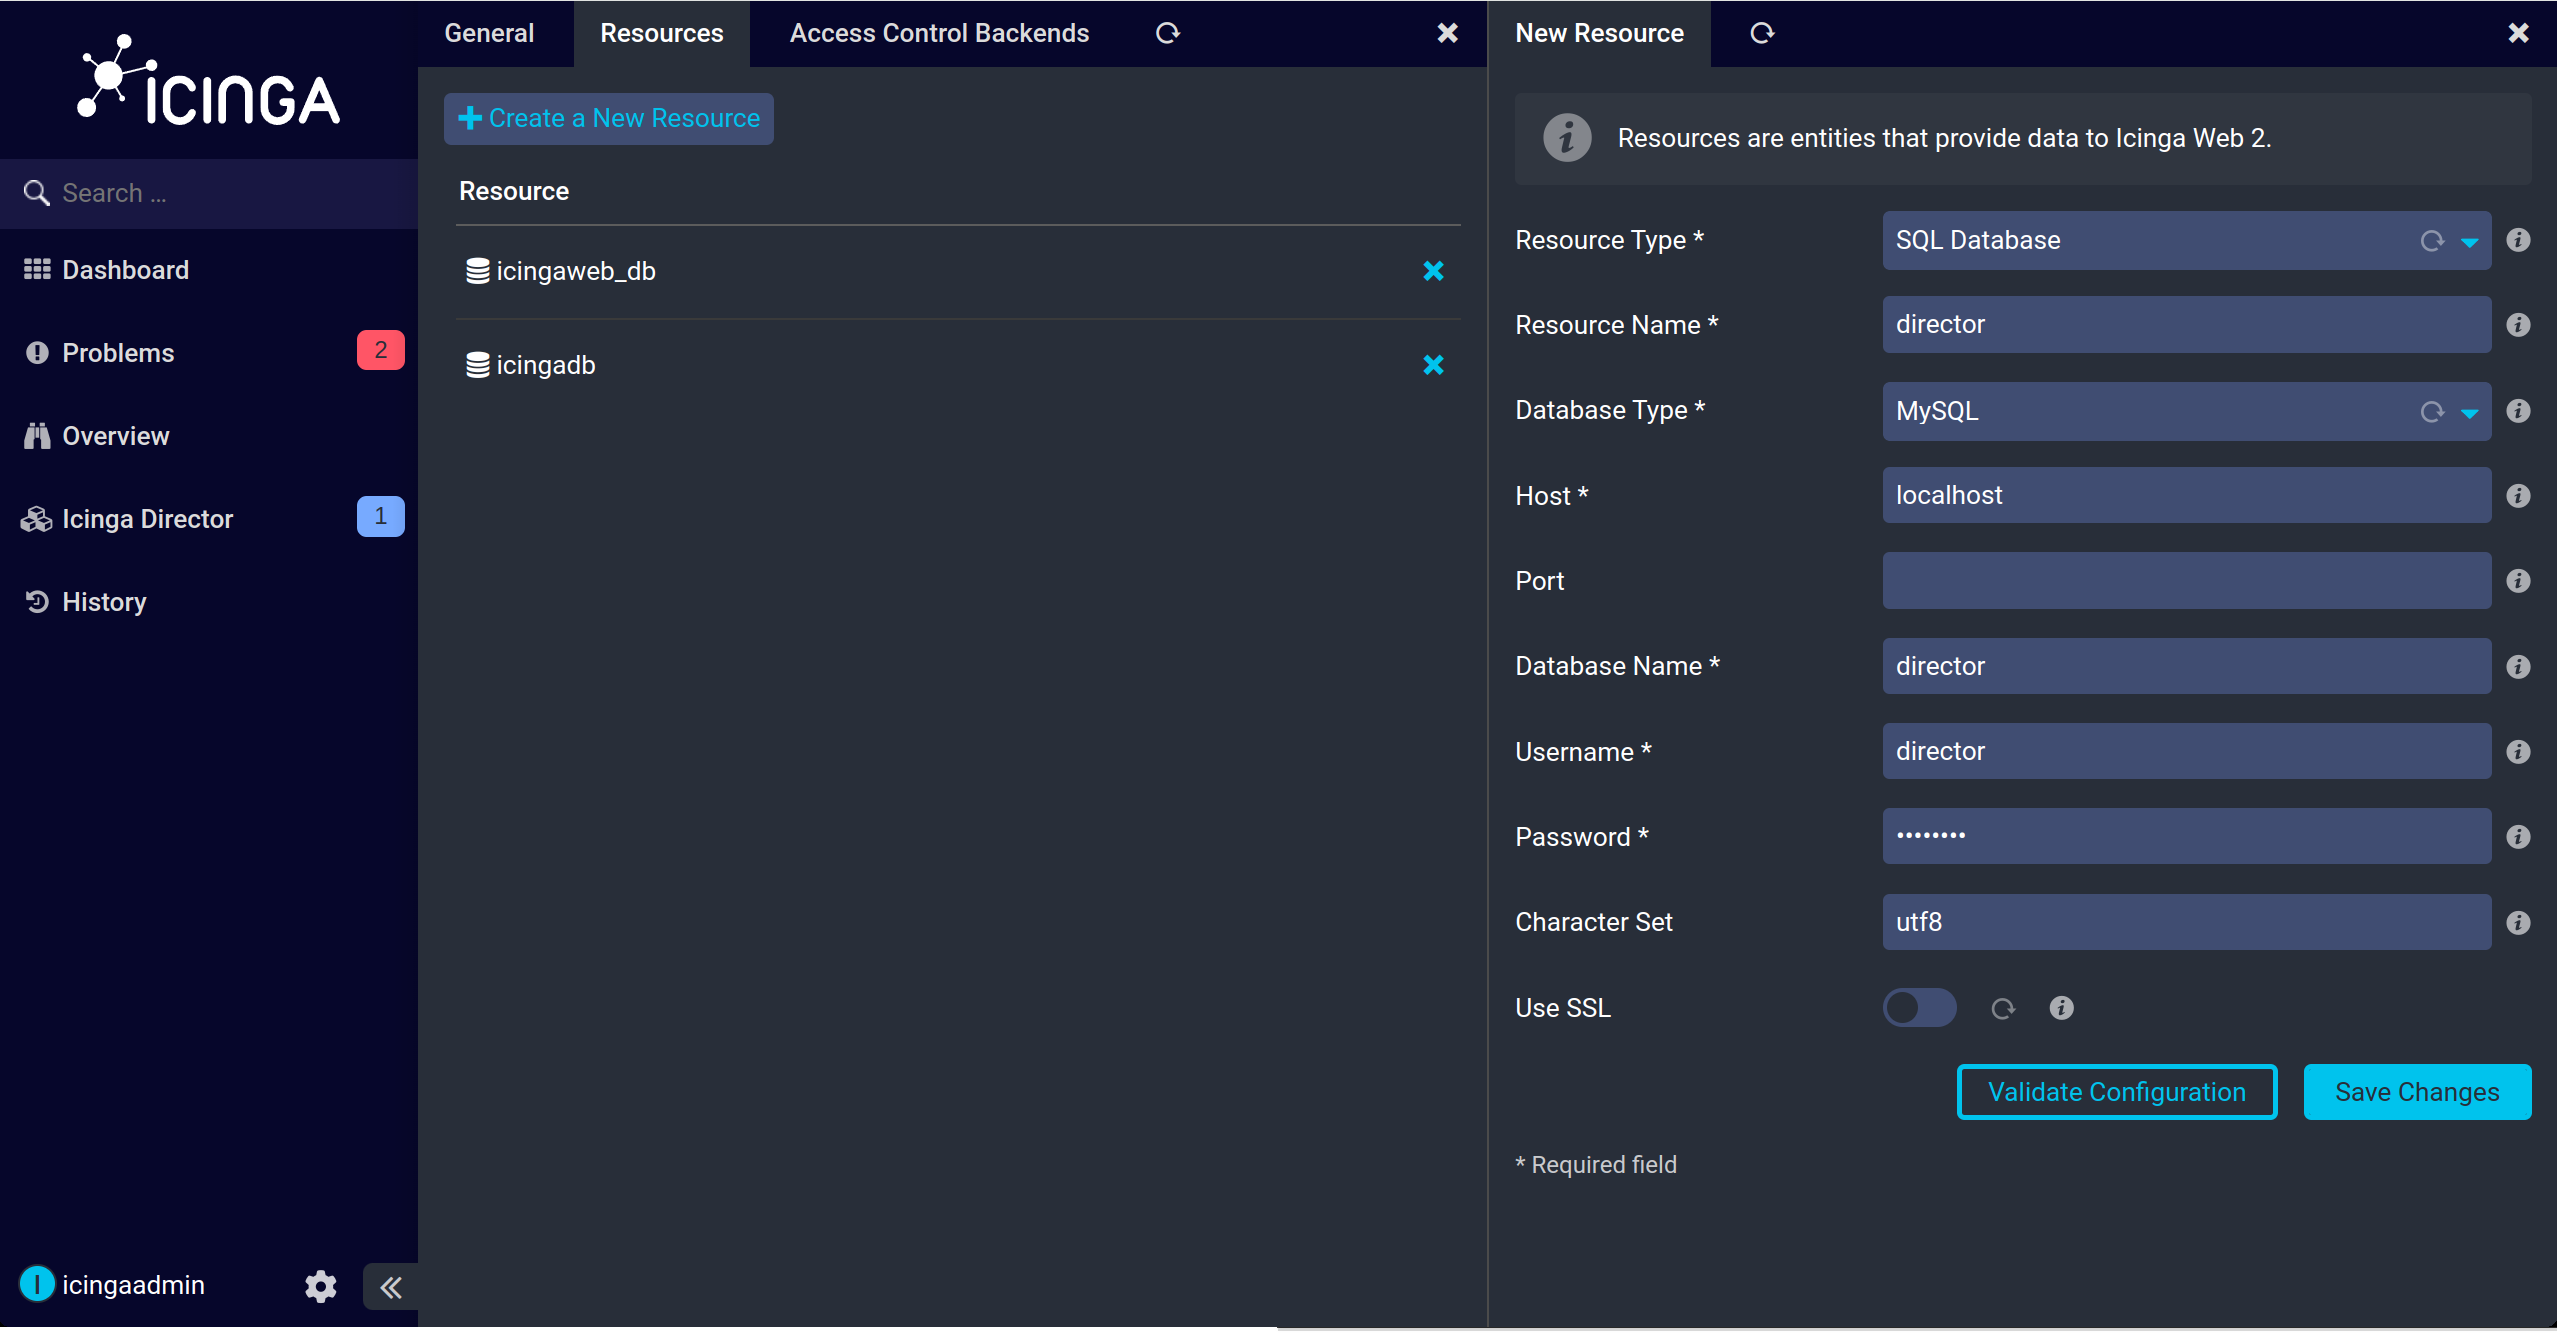 General
Resources
Access Control Backends
New Resource
ICINGA
Search ...
Dashboard
Problems
2
Overview
Icinga Director
1
History
I
icingaadmin
Create a New Resource
Resource
icingaweb_db
icingadb
Resources are entities that provide data to Icinga Web 2.
Resource Type *
SQL Database
Resource Name *
director
Database Type *
MySQL
Host *
localhost
Port
Database Name *
director
Username *
director
Password *
••••••••
Character Set
utf8
Use SSL
Validate Configuration
Save Changes
* Required field